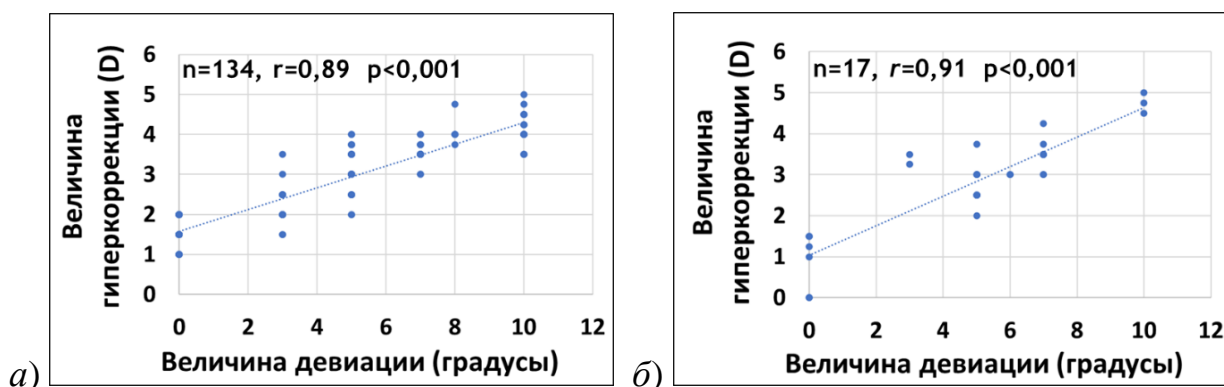 n=134, r=0,89 p<0,001
Величина
гиперкоррекции (D)
6
5
4
3
2
1
0
0 2 4 6 8 10 12
Величина девиации (градусы)
а)
n=17, r=0,91 p<0,001
Величина
гиперкоррекции (D)
6
5
4
3
2
1
0
0 2 4 6 8 10 12
Величина девиации (градусы)
б)